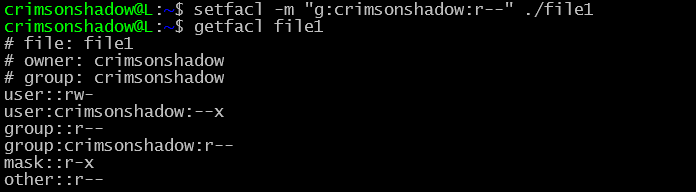 crimsonshadow@L:~$ setfacl -m "g:crimsonshadow:r--" ./file1
crimsonshadow@L:~$ getfacl file1
# file: file1
# owner: crimsonshadow
# group: crimsonshadow
user::rw-
user:crimsonshadow:--x
group::r--
group:crimsonshadow:r--
mask::r-x
other::r--